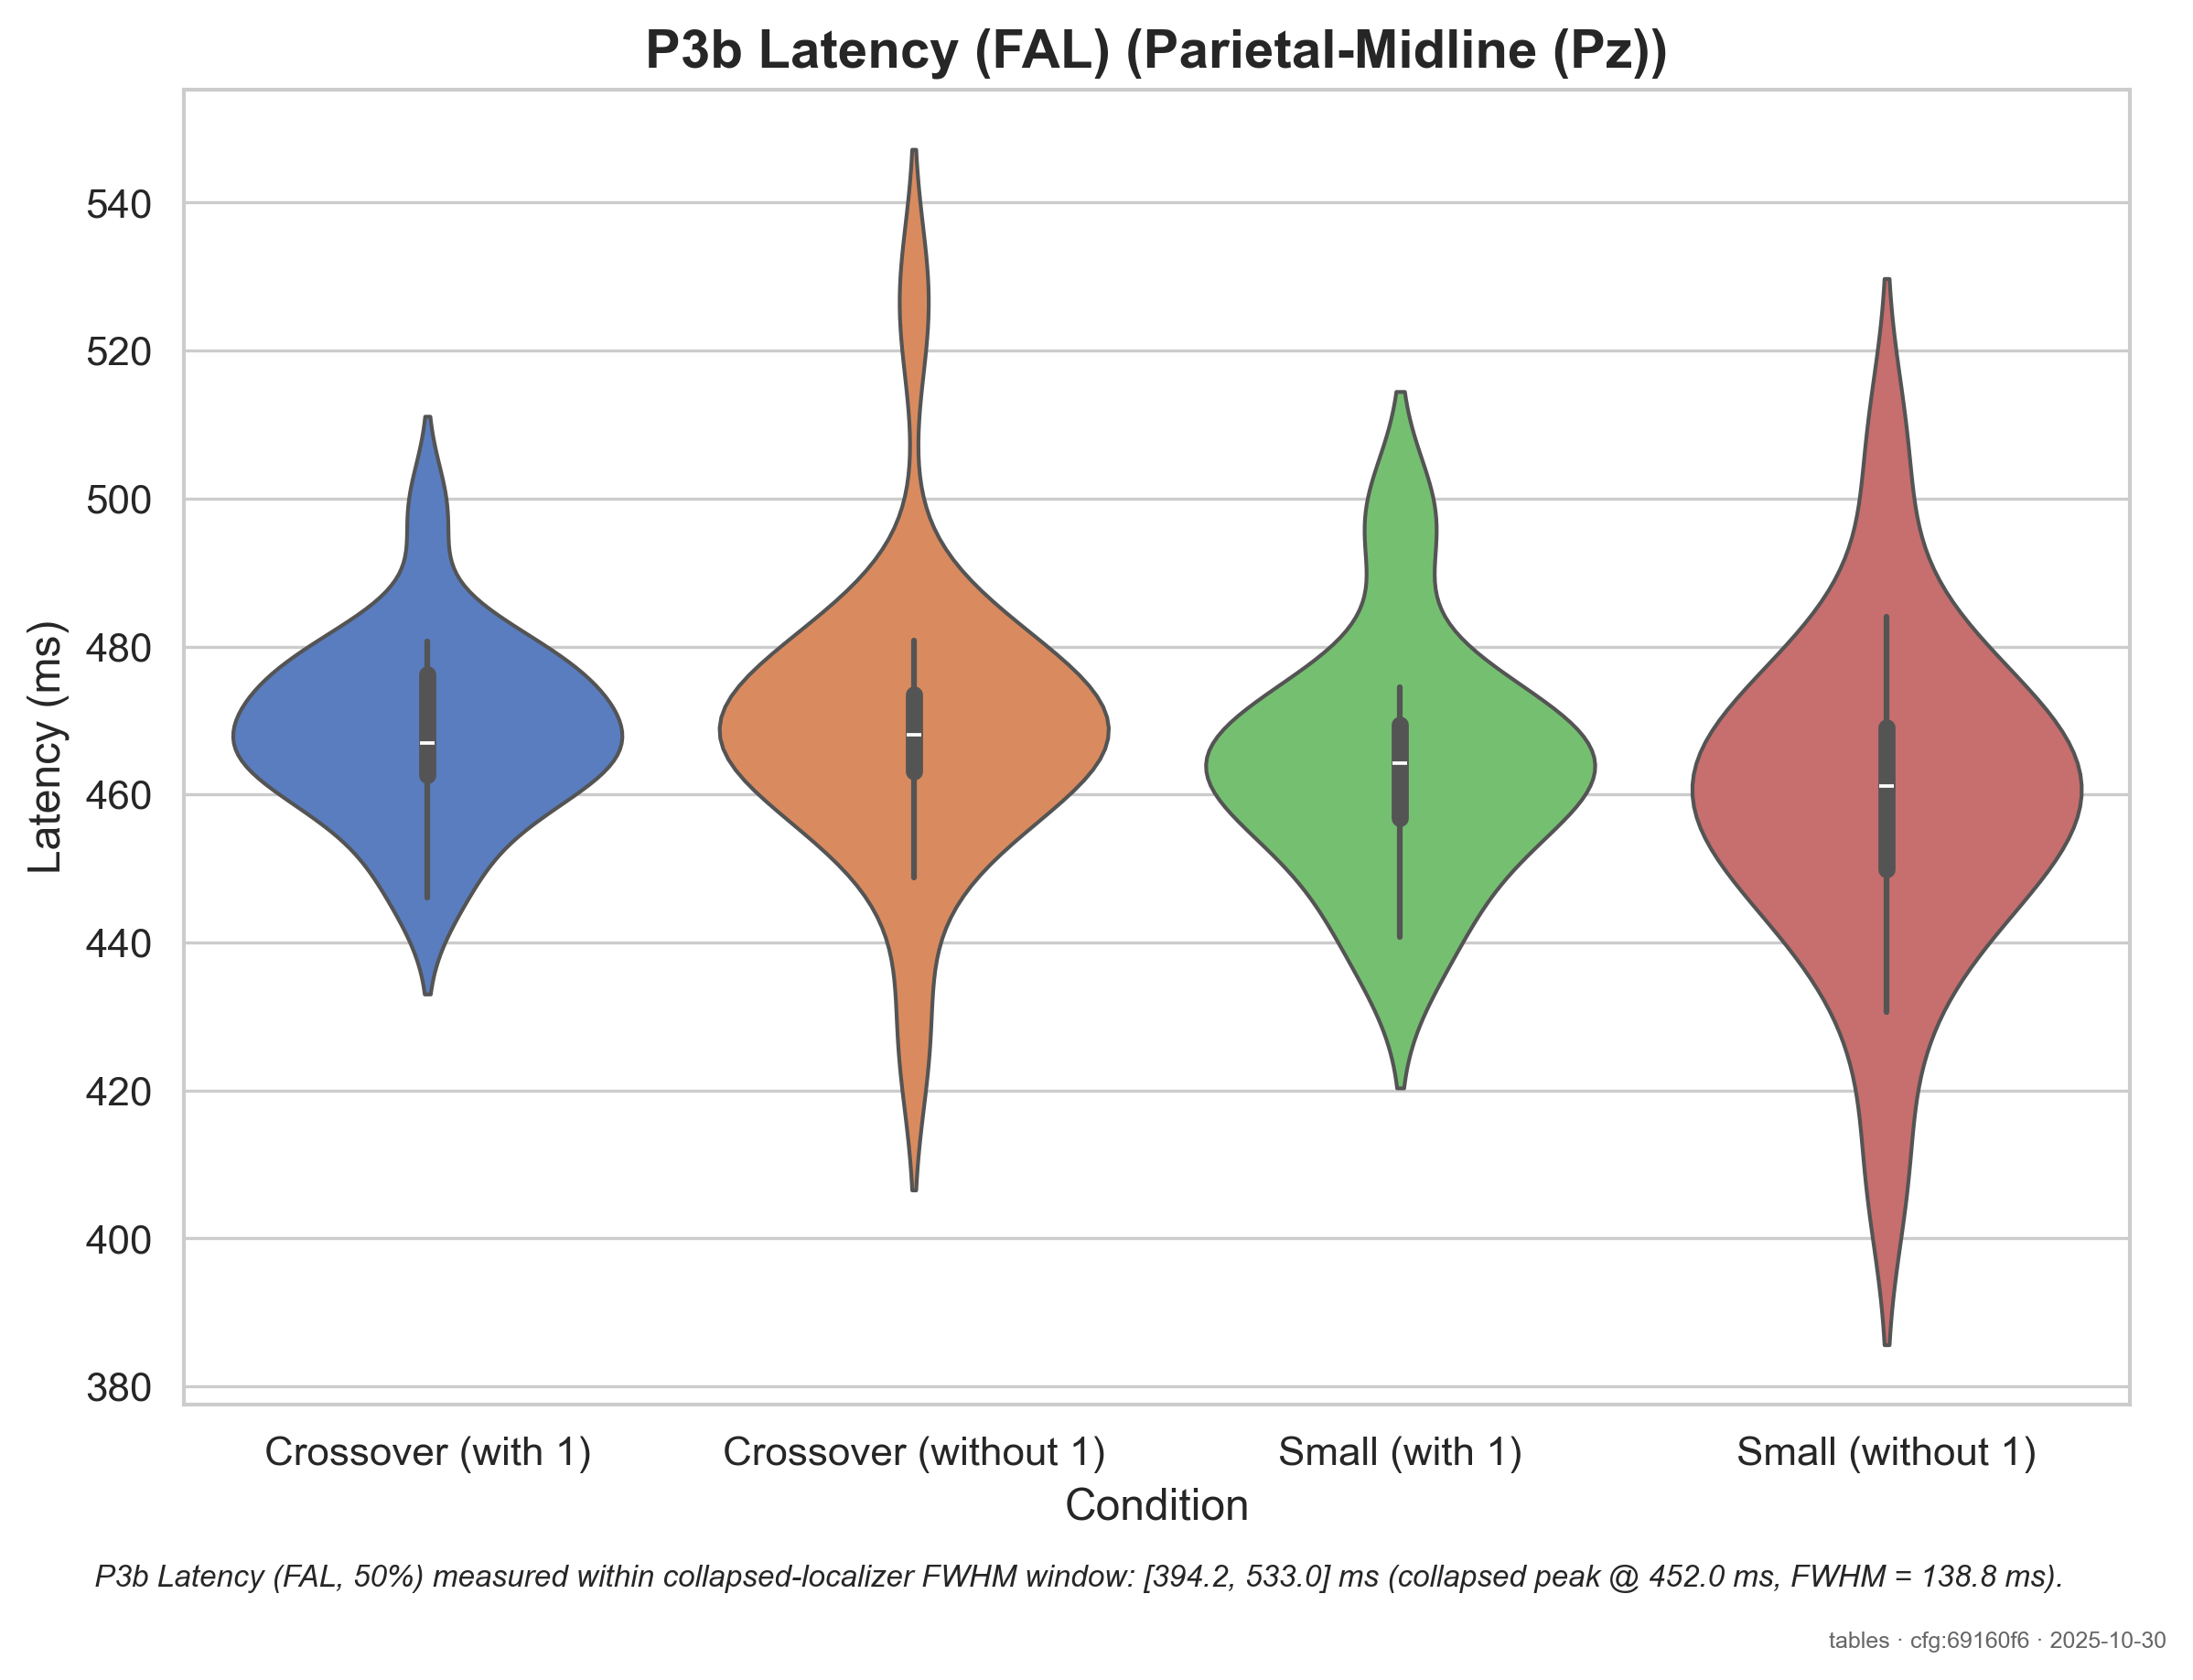 P3b Latency (FAL) (Parietal-Midline (Pz))
Latency (ms)
540
520
500
480
460
440
420
400
380
Crossover (with 1)
Crossover (without 1)
Small (with 1)
Small (without 1)
Condition
P3b Latency (FAL, 50%) measured within collapsed-localizer FWHM window: [394.2, 533.0] ms (collapsed peak @ 452.0 ms, FWHM = 138.8 ms).
tables · cfg:69160f6 · 2025-10-30